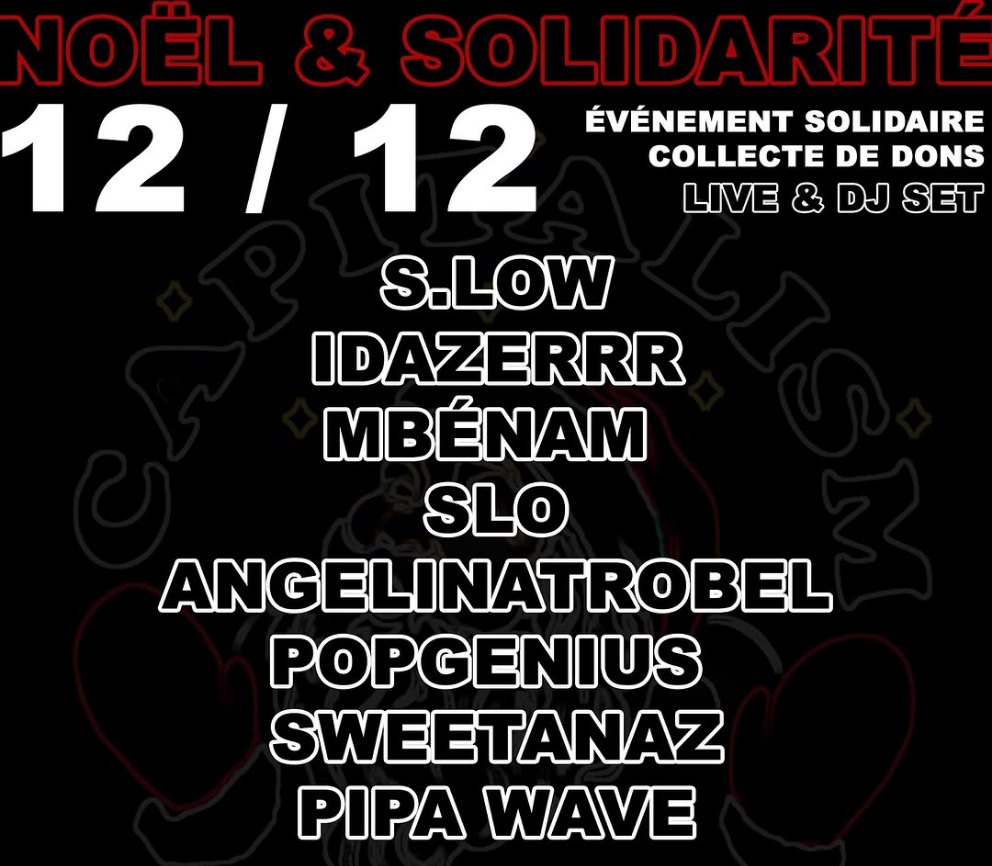 NOËL & SOLIDARITÉ
12 / 12
ÉVÉNEMENT SOLIDAIRE
COLLECTE DE DONS
LIVE & DJ SET
CAPITALISM
S.LOW
IDAZERRR
MBÉNAM
SLO
ANGELINATROBEL
POPGENIUS
SWEETANAZ
PIPA WAVE